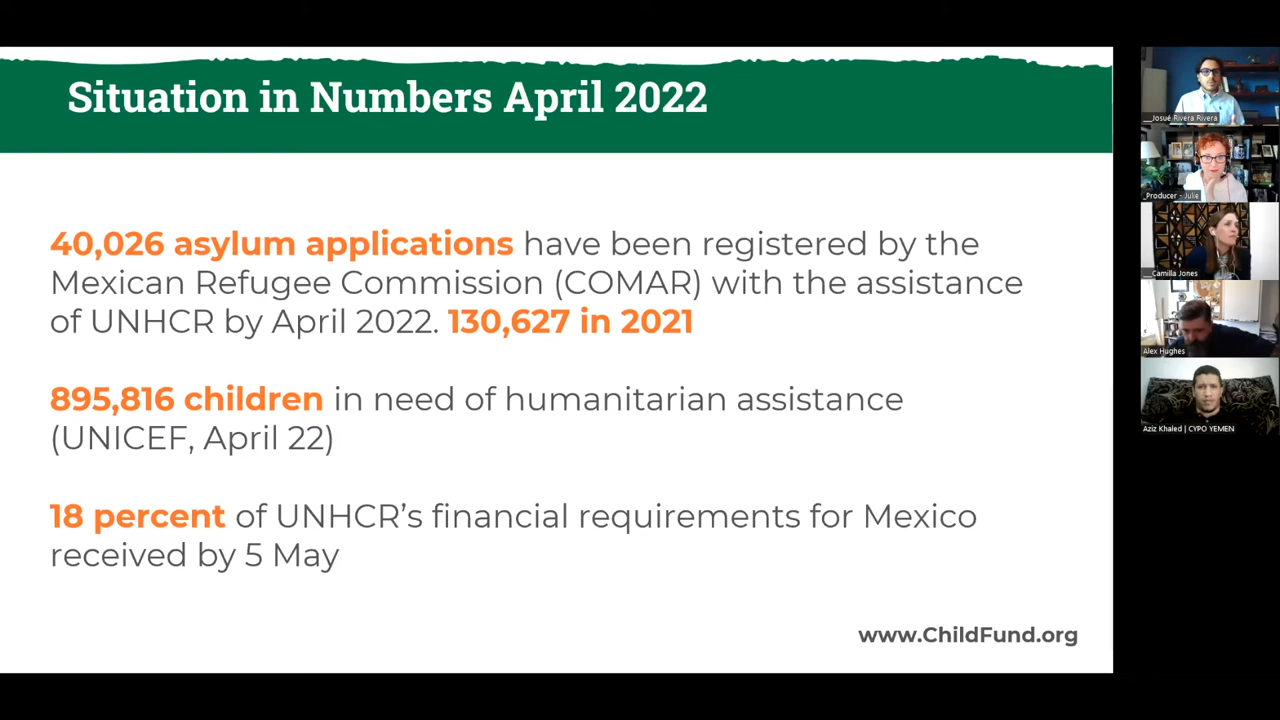 Situation in Numbers April 2022
40,026 asylum applications have been registered by the
Mexican Refugee Commission (COMAR) with the assistance
of UNHCR by April 2022. 130,627 in 2021
895,816 children in need of humanitarian assistance
(UNICEF, April 22)
18 percent of UNHCR’s financial requirements for Mexico
received by 5 May
www.ChildFund.org
__Josué Rivera Rivera
_Producer - Julie
__Camilla Jones
Alex Hughes
Aziz Khaled | CYPO YEMEN